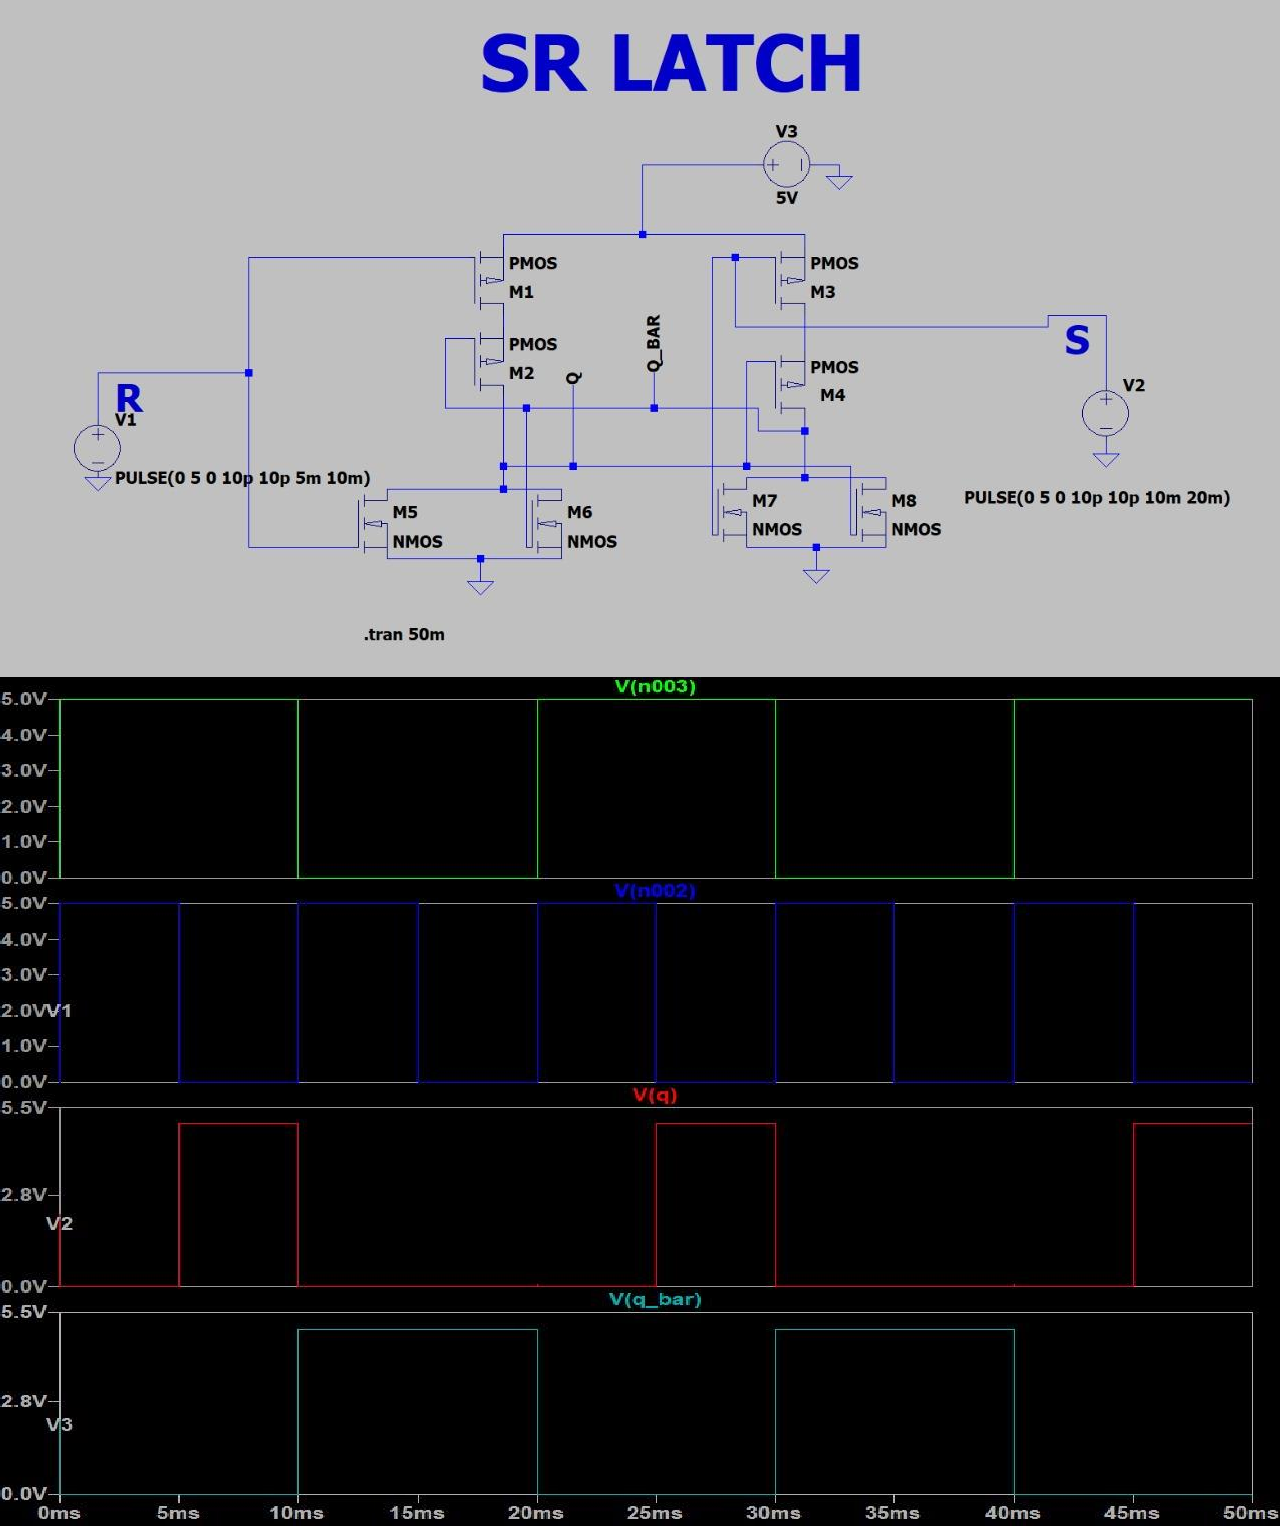 SR LATCH
V3
5V
PMOS
M1
PMOS
M3
PMOS
M2
Q
Q_BAR
PMOS
M4
S
V2
R
V1
PULSE(0 5 0 10p 10p 5m 10m)
M5
NMOS
M6
NMOS
M7
NMOS
M8
NMOS
PULSE(0 5 0 10p 10p 10m 20m)
.tran 50m
V(n003)
5.0V
4.0V
3.0V
2.0V
1.0V
0.0V
V(n002)
5.0V
4.0V
3.0V
2.0V
V1
1.0V
0.0V
V(q)
5.5V
2.8V
V2
0.0V
V(q_bar)
5.5V
2.8V
V3
0.0V
0ms 5ms 10ms 15ms 20ms 25ms 30ms 35ms 40ms 45ms 50ms